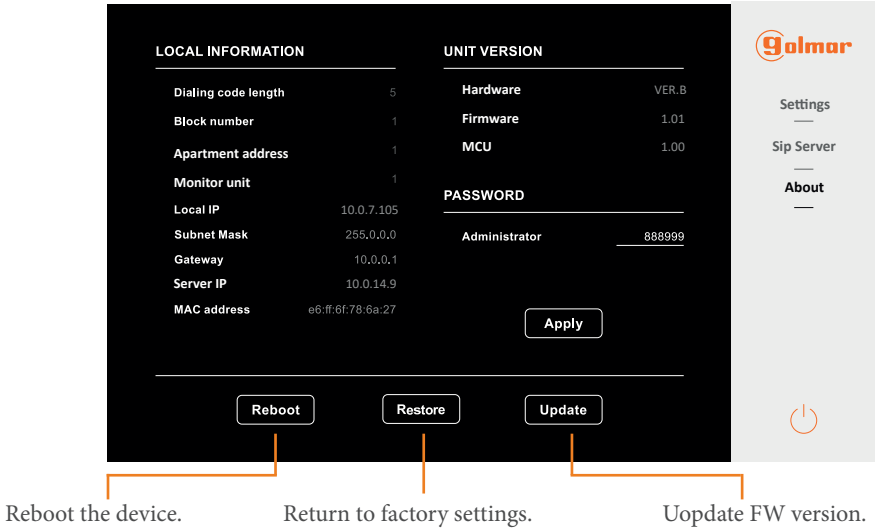 LOCAL INFORMATION
Dialing code length 5
Block number 1
Apartment address 1
Monitor unit 1
Local IP 10.0.7.105
Subnet Mask 255.0.0.0
Gateway 10.0.0.1
Server IP 10.0.14.9
MAC address e6:ff:6f:78:6a:27
UNIT VERSION
Hardware VER.B
Firmware 1.01
MCU 1.00
PASSWORD
Administrator 888999
Apply
Reboot Restore Update
golmar
Settings
Sip Server
About
Reboot the device. Return to factory settings. Uopdate FW version.